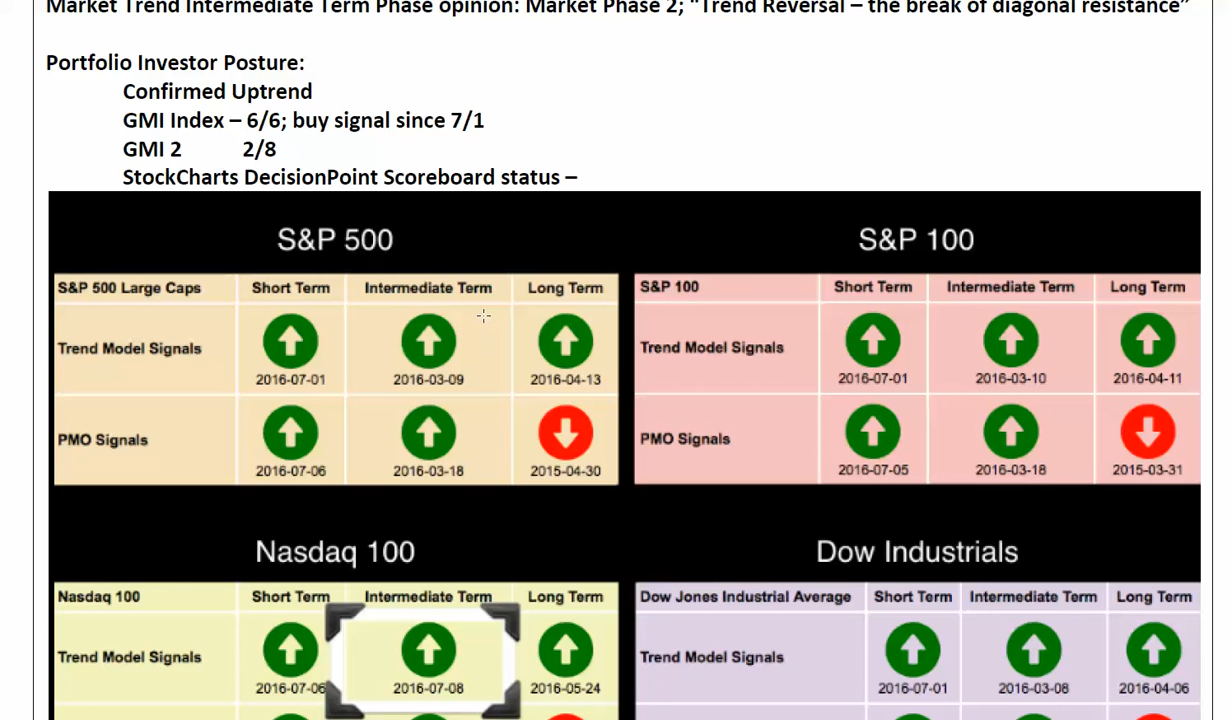 Market Trend Intermediate Term Phase opinion: Market Phase 2; “Trend Reversal – the break of diagonal resistance”
Portfolio Investor Posture:
Confirmed Uptrend
GMI Index – 6/6; buy signal since 7/1
GMI 2 2/8
StockCharts DecisionPoint Scoreboard status –
S&P 500
S&P 500 Large Caps Short Term Intermediate Term Long Term
Trend Model Signals
2016-07-01 2016-03-09 2016-04-13
PMO Signals
2016-07-06 2016-03-18 2015-04-30
S&P 100
S&P 100 Short Term Intermediate Term Long Term
Trend Model Signals
2016-07-01 2016-03-10 2016-04-11
PMO Signals
2016-07-05 2016-03-18 2015-03-31
Nasdaq 100
Nasdaq 100 Short Term Intermediate Term Long Term
Trend Model Signals
2016-07-06 2016-07-08 2016-05-24
Dow Industrials
Dow Jones Industrial Average Short Term Intermediate Term Long Term
Trend Model Signals
2016-07-01 2016-03-08 2016-04-06